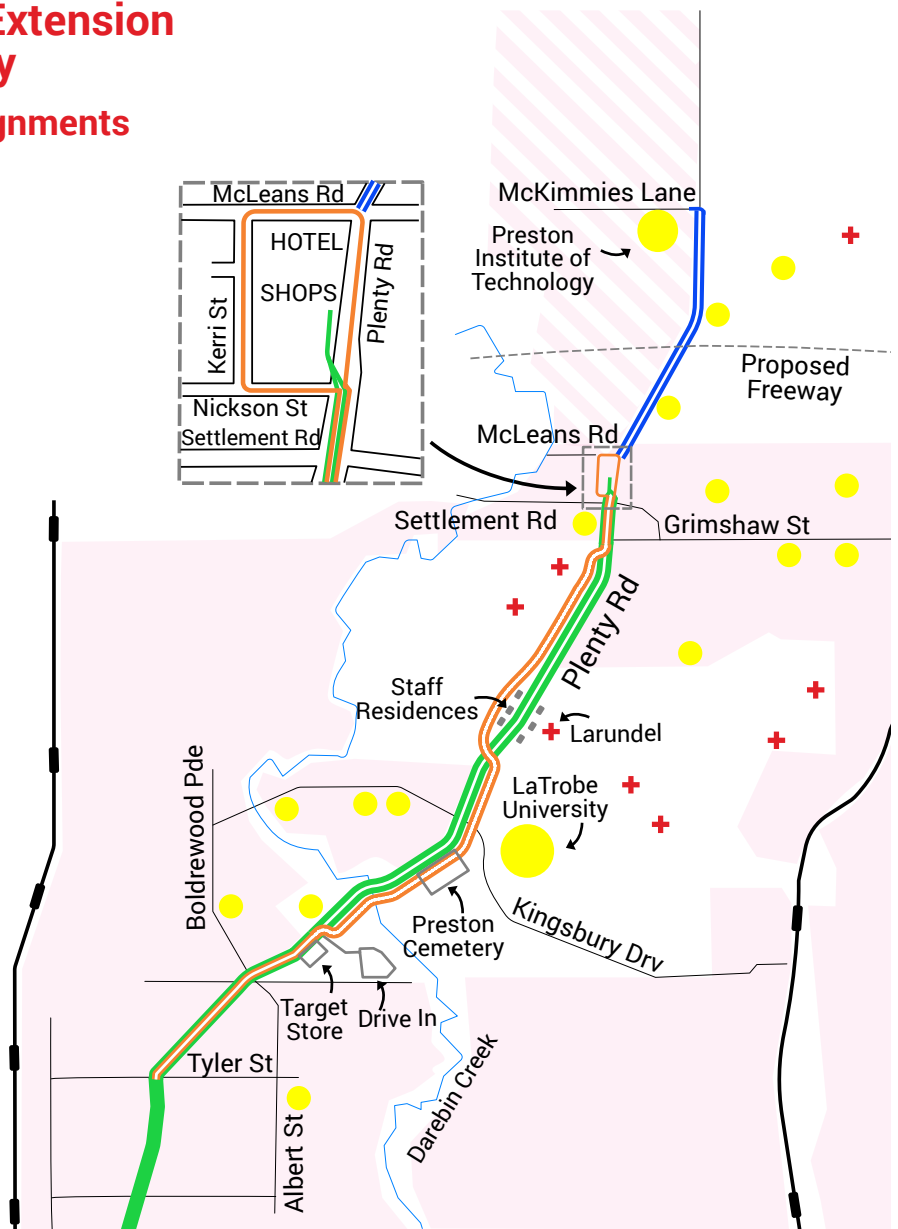 Extension
y
gnments
McLeans Rd
HOTEL
SHOPS
Kerri St
Plenty Rd
Nickson St
Settlement Rd
McKimmies Lane
Preston
Institute of
Technology
Proposed
Freeway
McLeans Rd
Settlement Rd
Grimshaw St
Plenty Rd
Staff
Residences
Larundel
LaTrobe
University
Boldrewood Pde
Preston
Cemetery
Kingsbury Drv
Target
Store
Drive In
Tyler St
Albert St
Darebin Creek